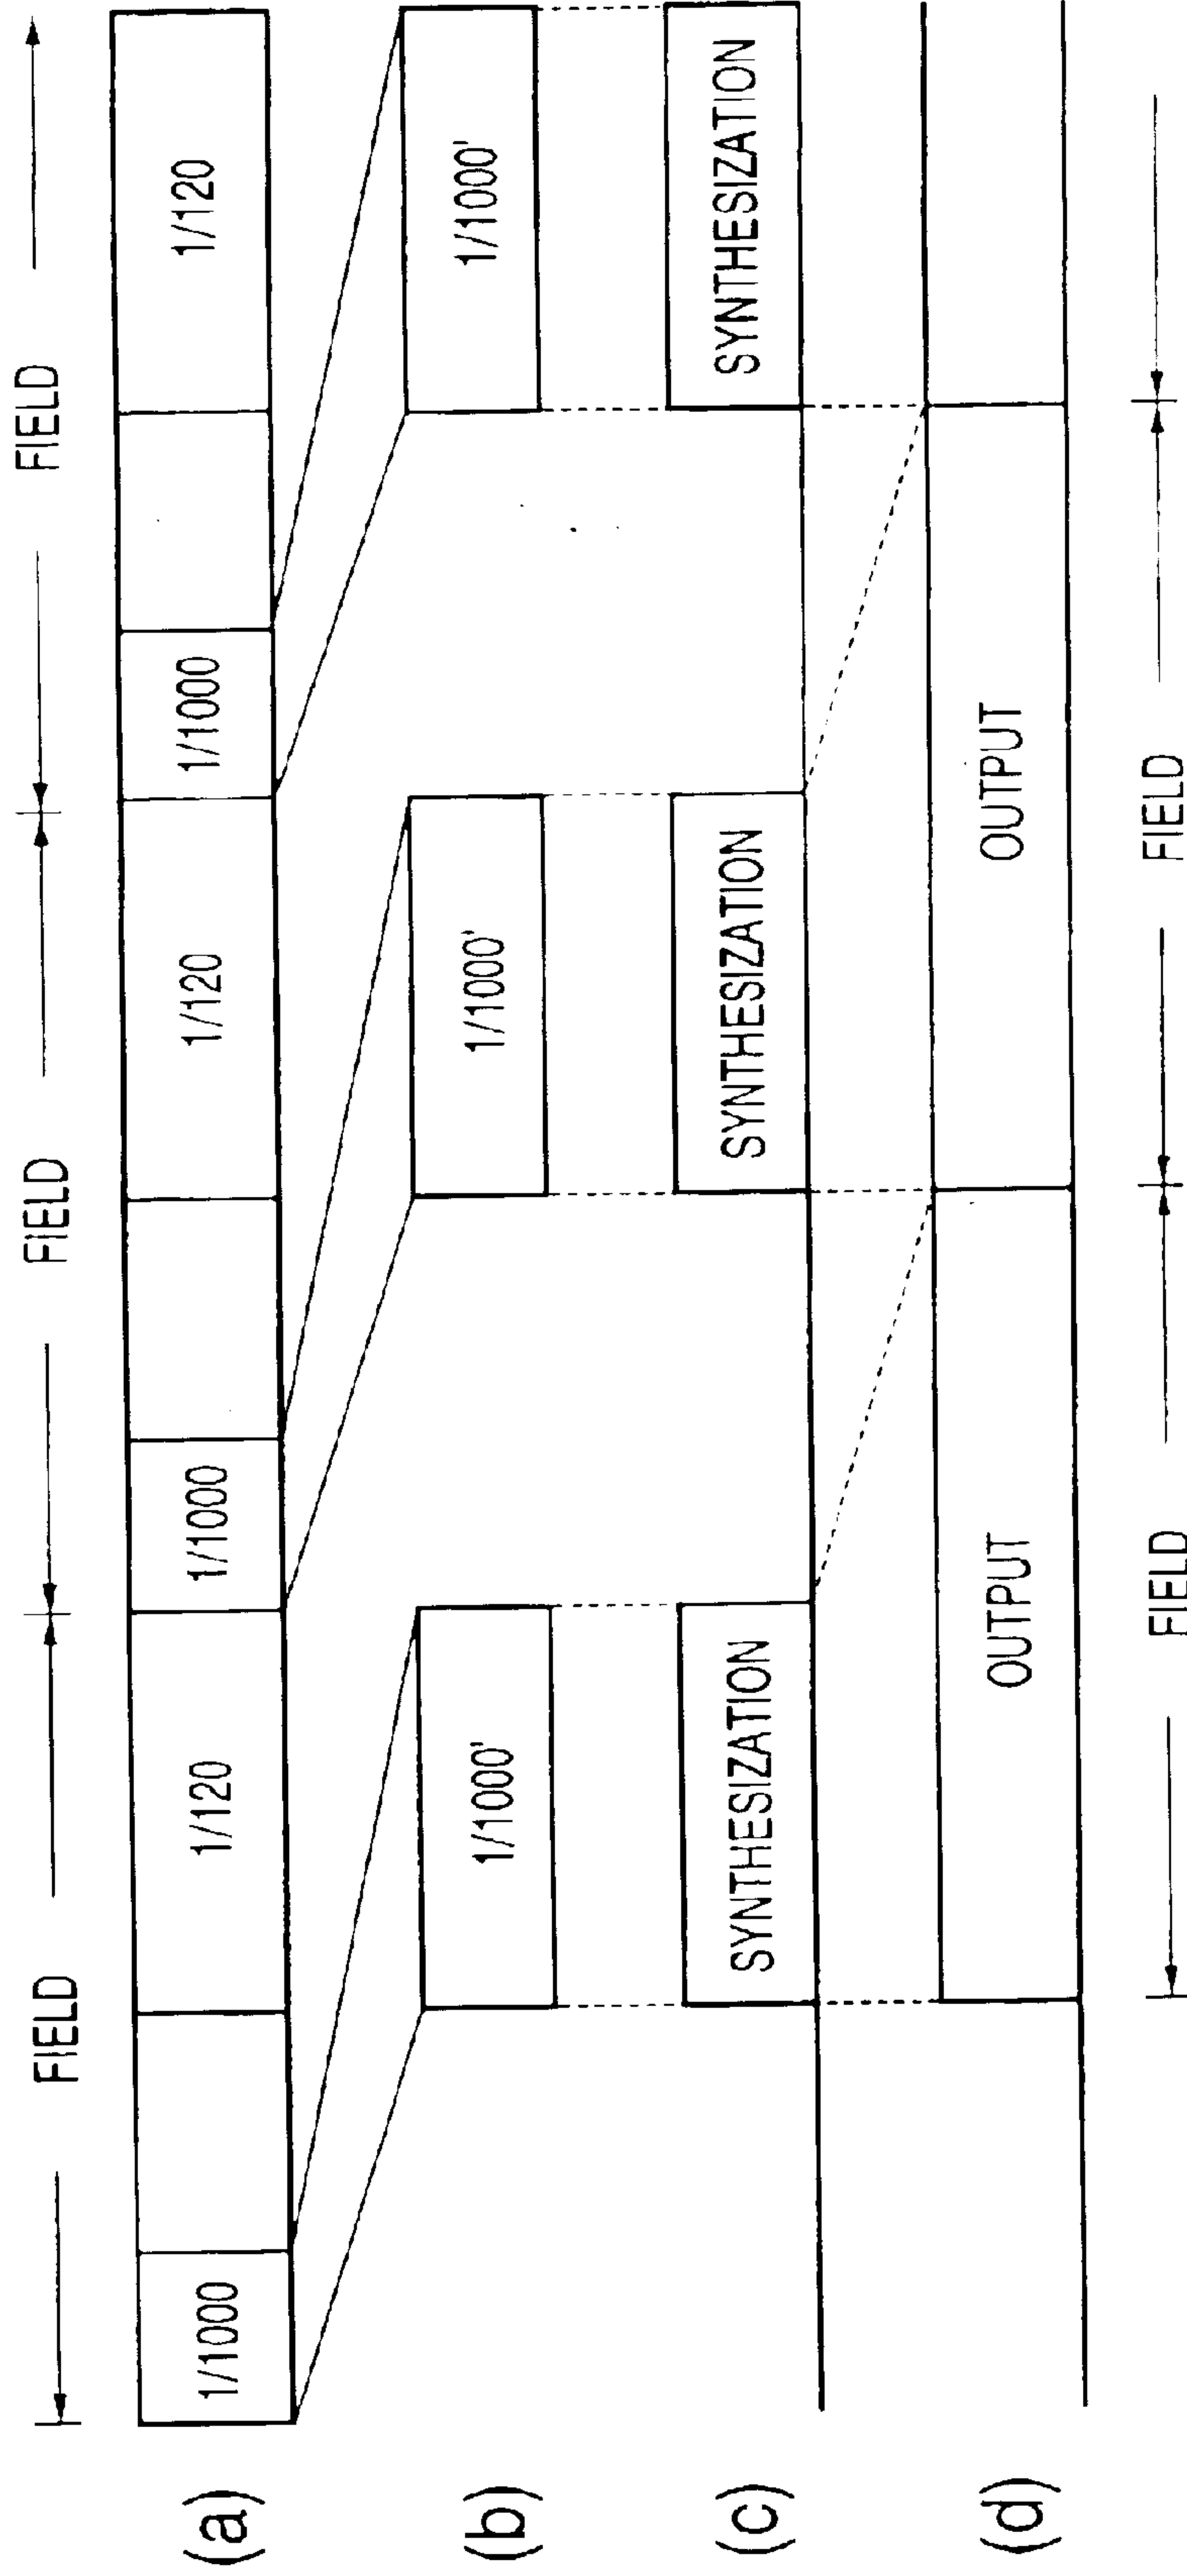 FIELD FIELD FIELD
(a) 1/1000 1/120 1/1000 1/120 1/1000 1/120
(b) 1/1000' 1/1000' 1/1000'
(c) SYNTHESIZATION SYNTHESIZATION SYNTHESIZATION
(d) OUTPUT OUTPUT
FIELD FIELD